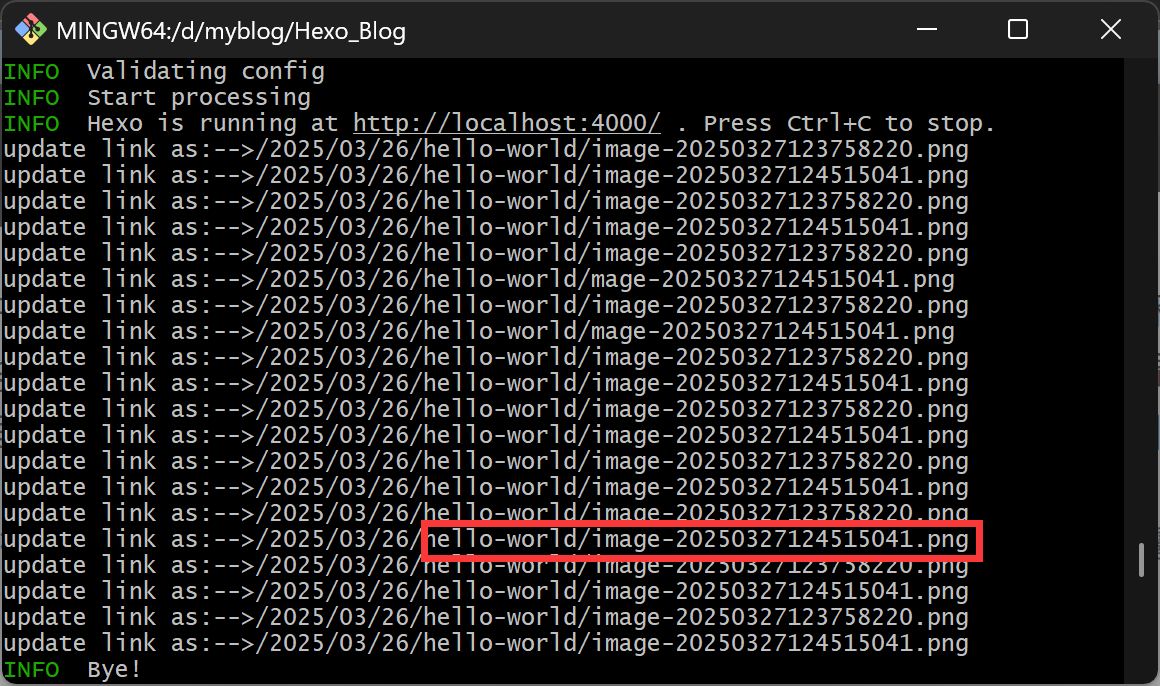 MINGW64:/d/myblog/Hexo_Blog
INFO  Validating config
INFO  Start processing
INFO  Hexo is running at http://localhost:4000/ . Press Ctrl+C to stop.
update link as:-->/2025/03/26/hello-world/image-20250327123758220.png
update link as:-->/2025/03/26/hello-world/image-20250327124515041.png
update link as:-->/2025/03/26/hello-world/image-20250327123758220.png
update link as:-->/2025/03/26/hello-world/image-20250327124515041.png
update link as:-->/2025/03/26/hello-world/image-20250327123758220.png
update link as:-->/2025/03/26/hello-world/mage-20250327124515041.png
update link as:-->/2025/03/26/hello-world/image-20250327123758220.png
update link as:-->/2025/03/26/hello-world/mage-20250327124515041.png
update link as:-->/2025/03/26/hello-world/image-20250327123758220.png
update link as:-->/2025/03/26/hello-world/image-20250327124515041.png
update link as:-->/2025/03/26/hello-world/image-20250327123758220.png
update link as:-->/2025/03/26/hello-world/image-20250327124515041.png
update link as:-->/2025/03/26/hello-world/image-20250327123758220.png
update link as:-->/2025/03/26/hello-world/image-20250327124515041.png
update link as:-->/2025/03/26/hello-world/image-20250327123758220.png
update link as:-->/2025/03/26/hello-world/image-20250327124515041.png
update link as:-->/2025/03/26/hello-world/image-20250327123758220.png
update link as:-->/2025/03/26/hello-world/image-20250327124515041.png
update link as:-->/2025/03/26/hello-world/image-20250327123758220.png
update link as:-->/2025/03/26/hello-world/image-20250327124515041.png
INFO  Bye!